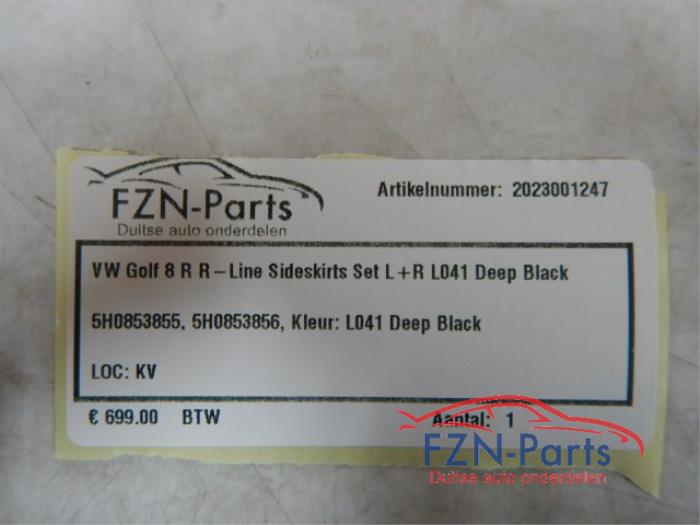 FZN-Parts
Duitse auto onderdelen
Artikelnummer: 2023001247
VW Golf 8 R R-Line Sideskirts Set L+R L041 Deep Black
5H0853855, 5H0853856, Kleur: L041 Deep Black
LOC: KV
€ 699.00 BTW Aantal: 1
FZN-Parts
Duitse auto onderdelen